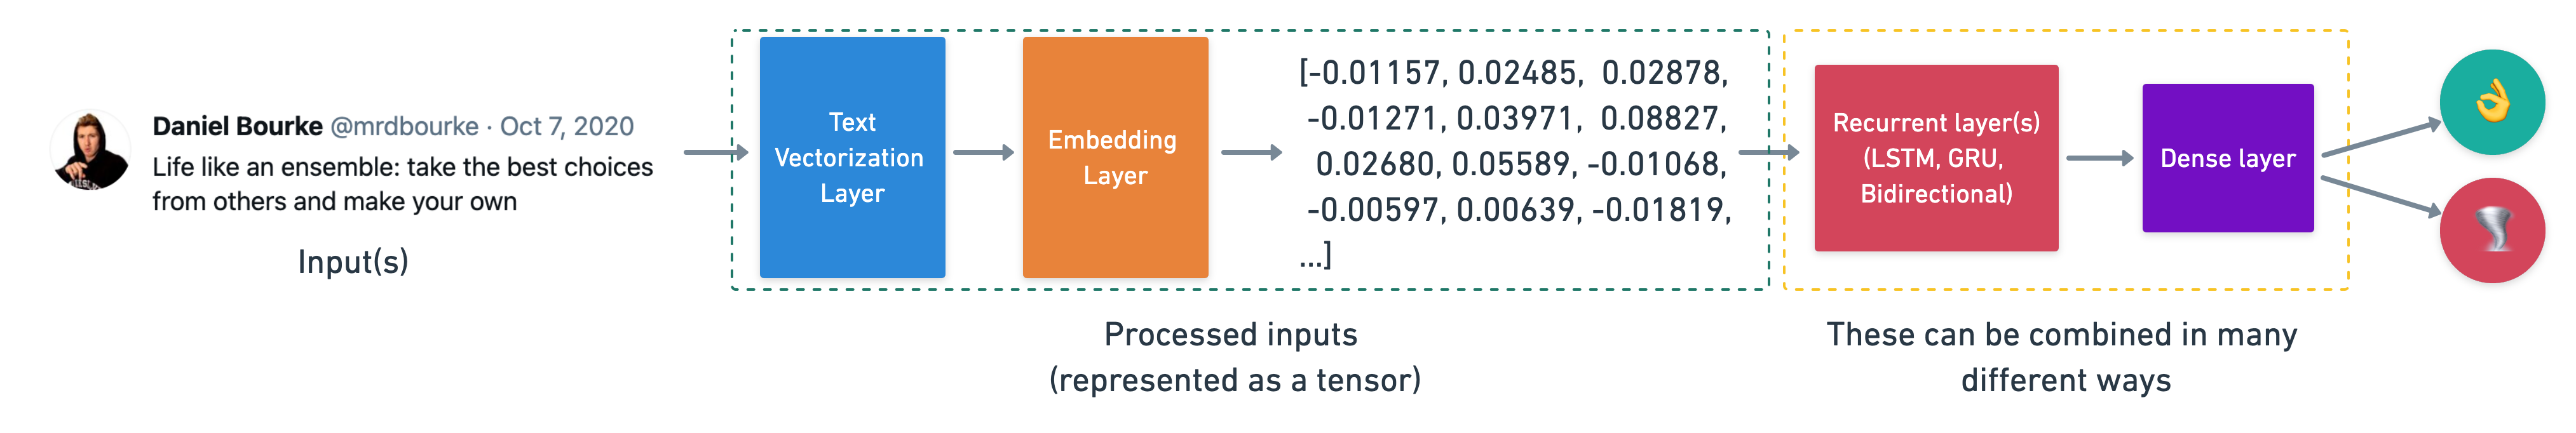 Daniel Bourke @mrdbourke · Oct 7, 2020
Life like an ensemble: take the best choices
from others and make your own
Input(s)
Text
Vectorization
Layer
Embedding
Layer
[-0.01157, 0.02485, 0.02878,
-0.01271, 0.03971, 0.08827,
0.02680, 0.05589, -0.01068,
-0.00597, 0.00639, -0.01819,
...]
Processed inputs
(represented as a tensor)
Recurrent layer(s)
(LSTM, GRU,
Bidirectional)
Dense layer
These can be combined in many
different ways